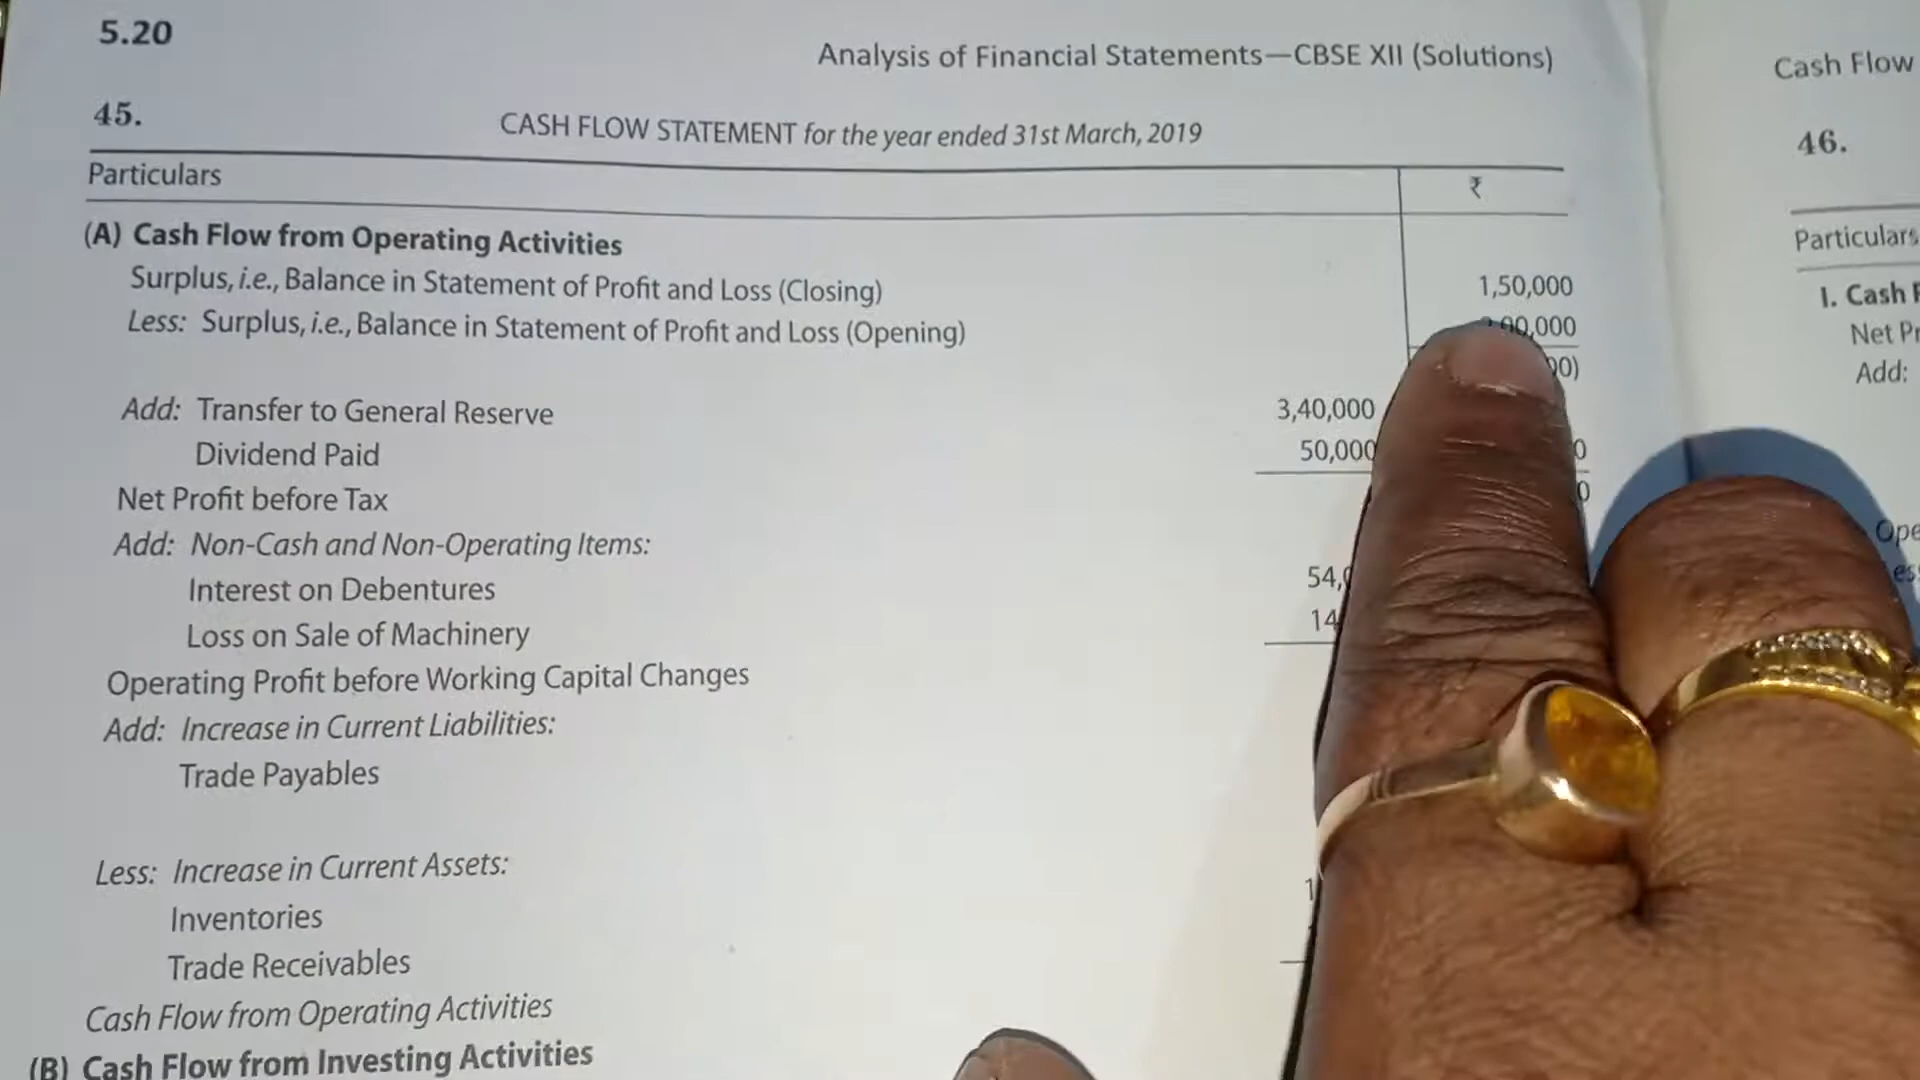 5.20
Analysis of Financial Statements—CBSE XII (Solutions)
45.
CASH FLOW STATEMENT for the year ended 31st March, 2019
Particulars ₹
(A) Cash Flow from Operating Activities
Surplus, i.e., Balance in Statement of Profit and Loss (Closing) 1,50,000
Less: Surplus, i.e., Balance in Statement of Profit and Loss (Opening)
Add: Transfer to General Reserve 3,40,000
Dividend Paid 50,000
Net Profit before Tax
Add: Non-Cash and Non-Operating Items:
Interest on Debentures
Loss on Sale of Machinery
Operating Profit before Working Capital Changes
Add: Increase in Current Liabilities:
Trade Payables
Less: Increase in Current Assets:
Inventories
Trade Receivables
Cash Flow from Operating Activities
(B) Cash Flow from Investing Activities
Cash Flow
46.
Particulars
I. Cash
Net
Add: